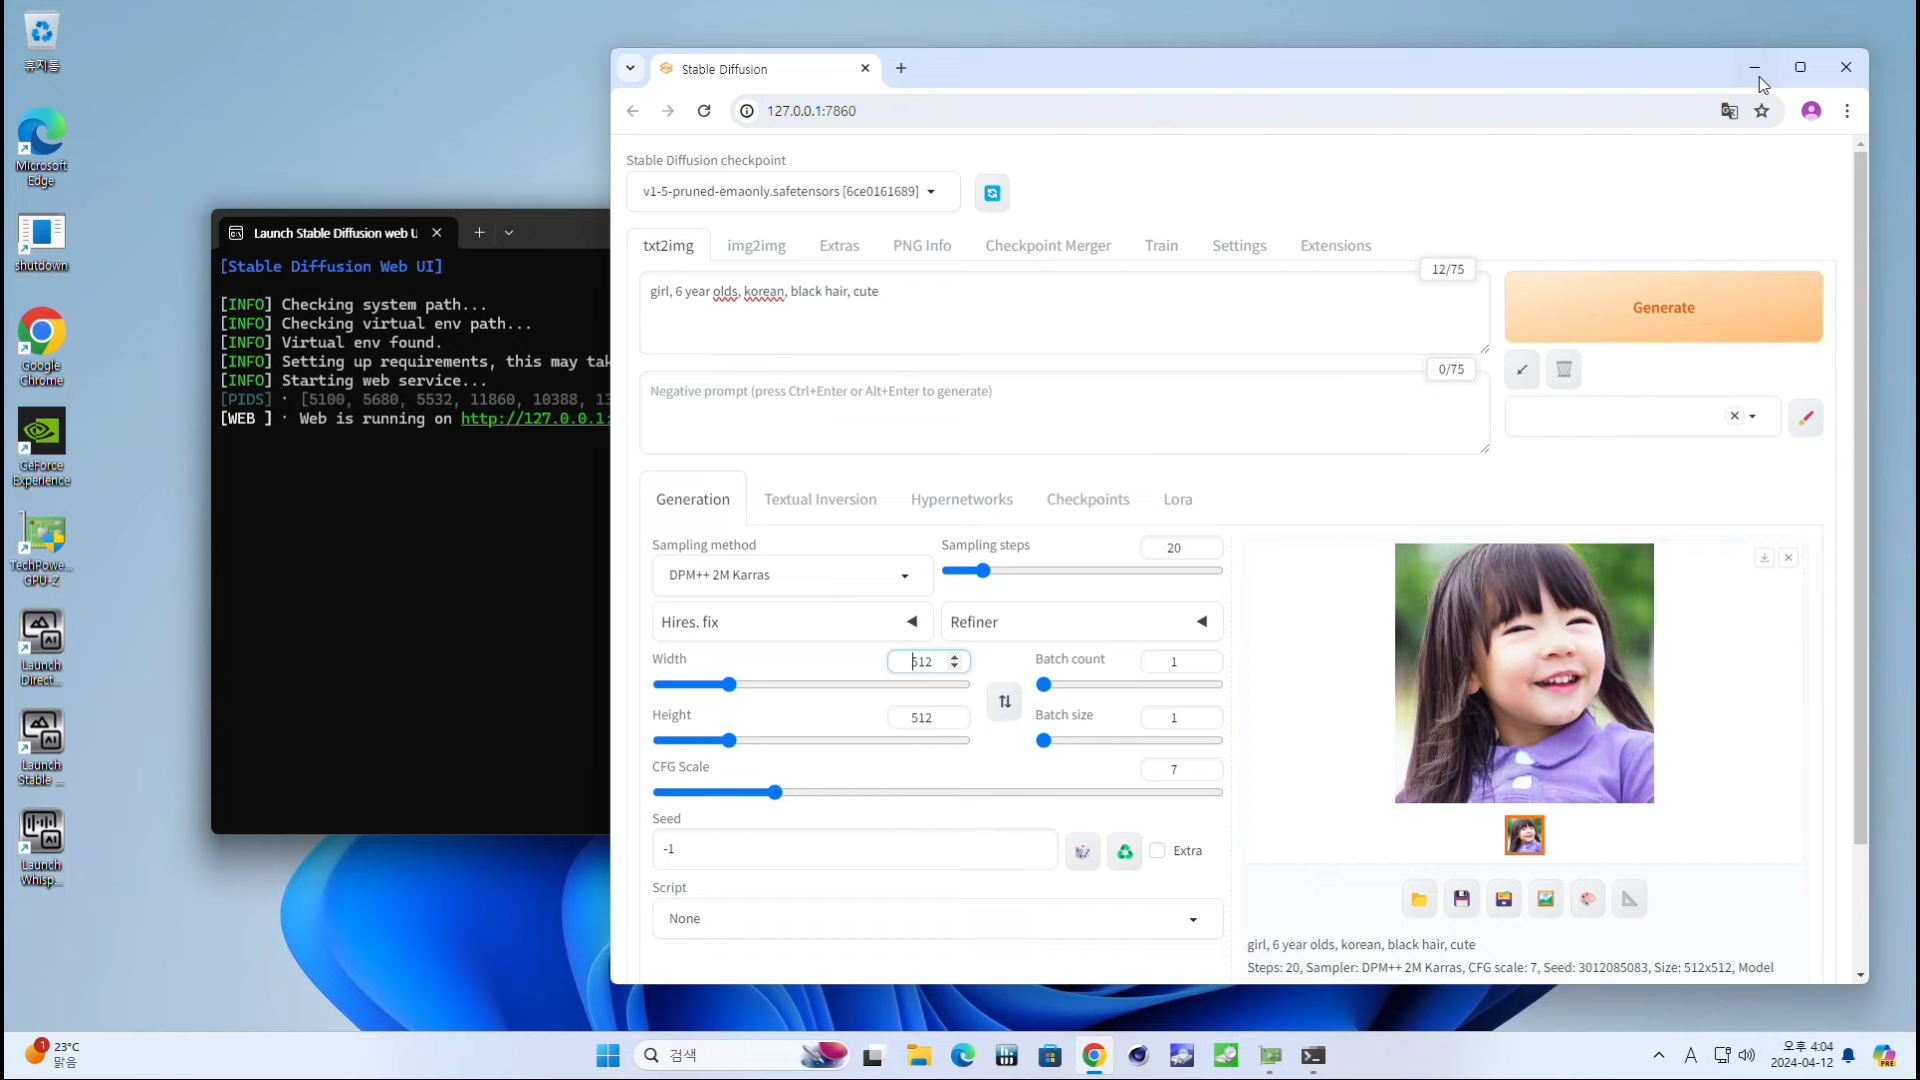 휴지통
Microsoft
Edge
shutdown
Google
Chrome
GeForce
Experience
TechPowe...
GPU-Z
Launch
Direct...
Launch
Stable ...
Launch
Whisp...
Launch Stable Diffusion web U
[Stable Diffusion Web UI]
[INFO] Checking system path...
[INFO] Checking virtual env path...
[INFO] Virtual env found.
[INFO] Setting up requirements, this may tak
[INFO] Starting web service...
[PIDS] · [5100, 5680, 5532, 11860, 10388, 13
[WEB ] · Web is running on http://127.0.0.1:
Stable Diffusion
127.0.0.1:7860
Stable Diffusion checkpoint
v1-5-pruned-emaonly.safetensors [6ce0161689]
txt2img img2img Extras PNG Info Checkpoint Merger Train Settings Extensions
12/75
girl, 6 year olds, korean, black hair, cute
Generate
0/75
Negative prompt (press Ctrl+Enter or Alt+Enter to generate)
Generation Textual Inversion Hypernetworks Checkpoints Lora
Sampling method
DPM++ 2M Karras
Sampling steps
20
Hires. fix
Refiner
Width
512
Batch count
1
Height
512
Batch size
1
CFG Scale
7
Seed
-1
Extra
Script
None
girl, 6 year olds, korean, black hair, cute
Steps: 20, Sampler: DPM++ 2M Karras, CFG scale: 7, Seed: 3012085083, Size: 512x512, Model
1
23°C
맑음
검색
A
오후 4:04
2024-04-12
PRE